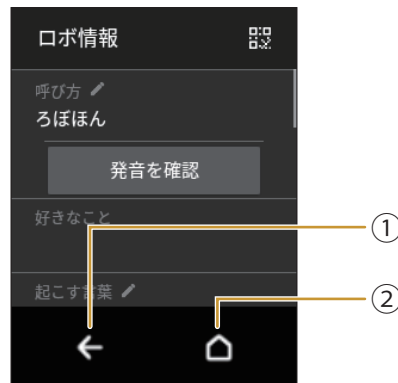 ロボ情報
呼び方
ろぼほん
発音を確認
好きなこと
起こす言葉
①
②